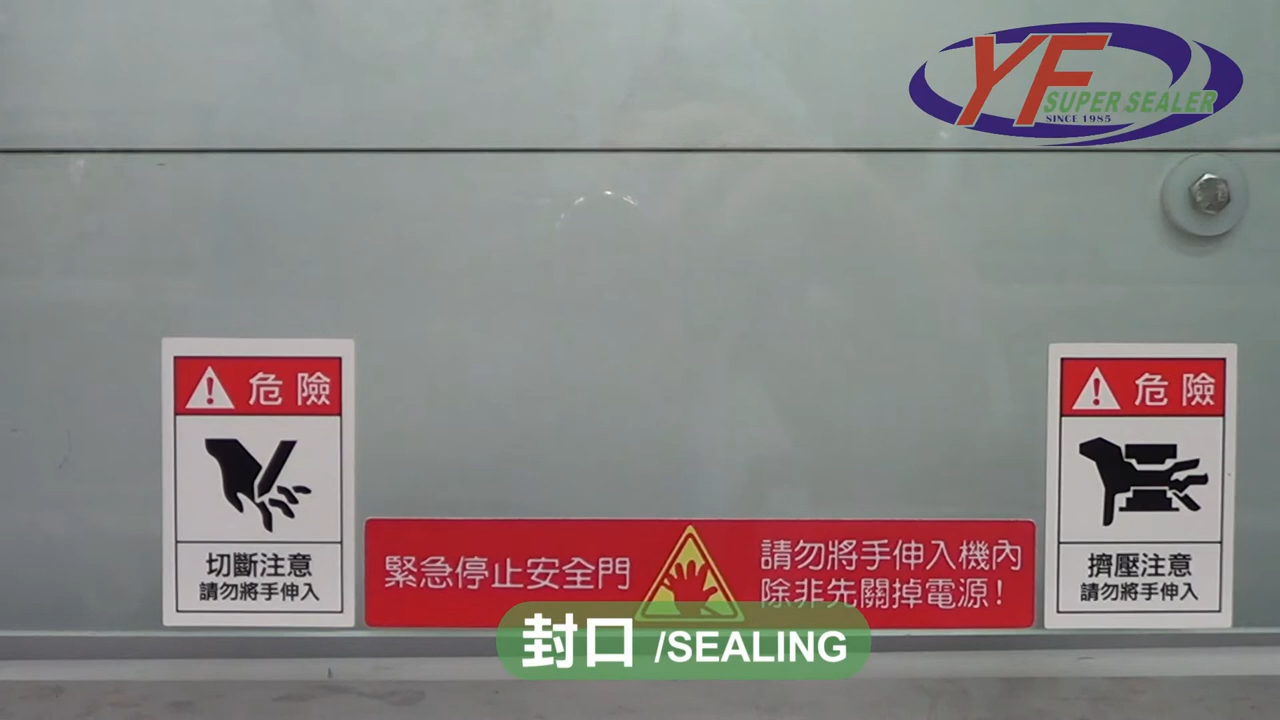 YF
SUPER SEALER
SINCE 1985
危險
切斷注意
請勿將手伸入
緊急停止安全門
請勿將手伸入機內
除非先關掉電源！
危險
擠壓注意
請勿將手伸入
封口 /SEALING